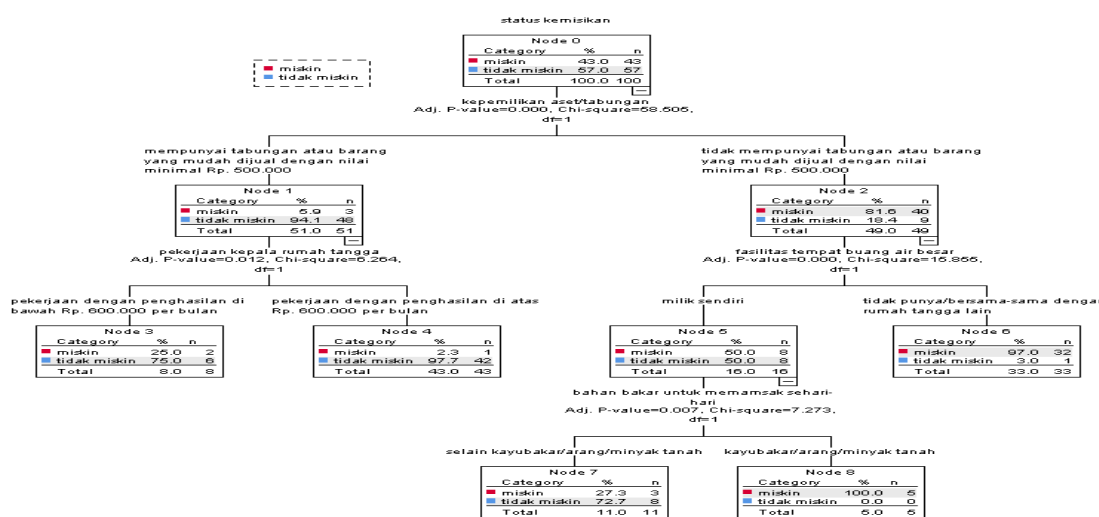 status kemisikan
miskin
tidak miskin
Node 0
Category % n
miskin 43.0 43
tidak miskin 57.0 57
Total 100.0 100
kepemilikan aset/tabungan
Adj. P-value=0.000, Chi-square=58.505,
df=1
mempunyai tabungan atau barang
yang mudah dijual dengan nilai
minimal Rp. 500.000
tidak mempunyai tabungan atau barang
yang mudah dijual dengan nilai
minimal Rp. 500.000
Node 1
Category % n
miskin 5.9 3
tidak miskin 94.1 48
Total 51.0 51
Node 2
Category % n
miskin 81.6 40
tidak miskin 18.4 9
Total 49.0 49
pekerjaan kepala rumah tangga
Adj. P-value=0.012, Chi-square=6.264,
df=1
fasilitas tempat buang air besar
Adj. P-value=0.000, Chi-square=15.855,
df=1
pekerjaan dengan penghasilan di
bawah Rp. 600.000 per bulan
pekerjaan dengan penghasilan di atas
Rp. 600.000 per bulan
milik sendiri
tidak punya/bersama-sama dengan
rumah tangga lain
Node 3
Category % n
miskin 25.0 2
tidak miskin 75.0 6
Total 8.0 8
Node 4
Category % n
miskin 2.3 1
tidak miskin 97.7 42
Total 43.0 43
Node 5
Category % n
miskin 50.0 8
tidak miskin 50.0 8
Total 16.0 16
Node 6
Category % n
miskin 97.0 32
tidak miskin 3.0 1
Total 33.0 33
bahan bakar untuk memamsak sehari-
hari
Adj. P-value=0.007, Chi-square=7.273,
df=1
selain kayubakar/arang/minyak tanah
kayubakar/arang/minyak tanah
Node 7
Category % n
miskin 27.3 3
tidak miskin 72.7 8
Total 11.0 11
Node 8
Category % n
miskin 100.0 5
tidak miskin 0.0 0
Total 5.0 5